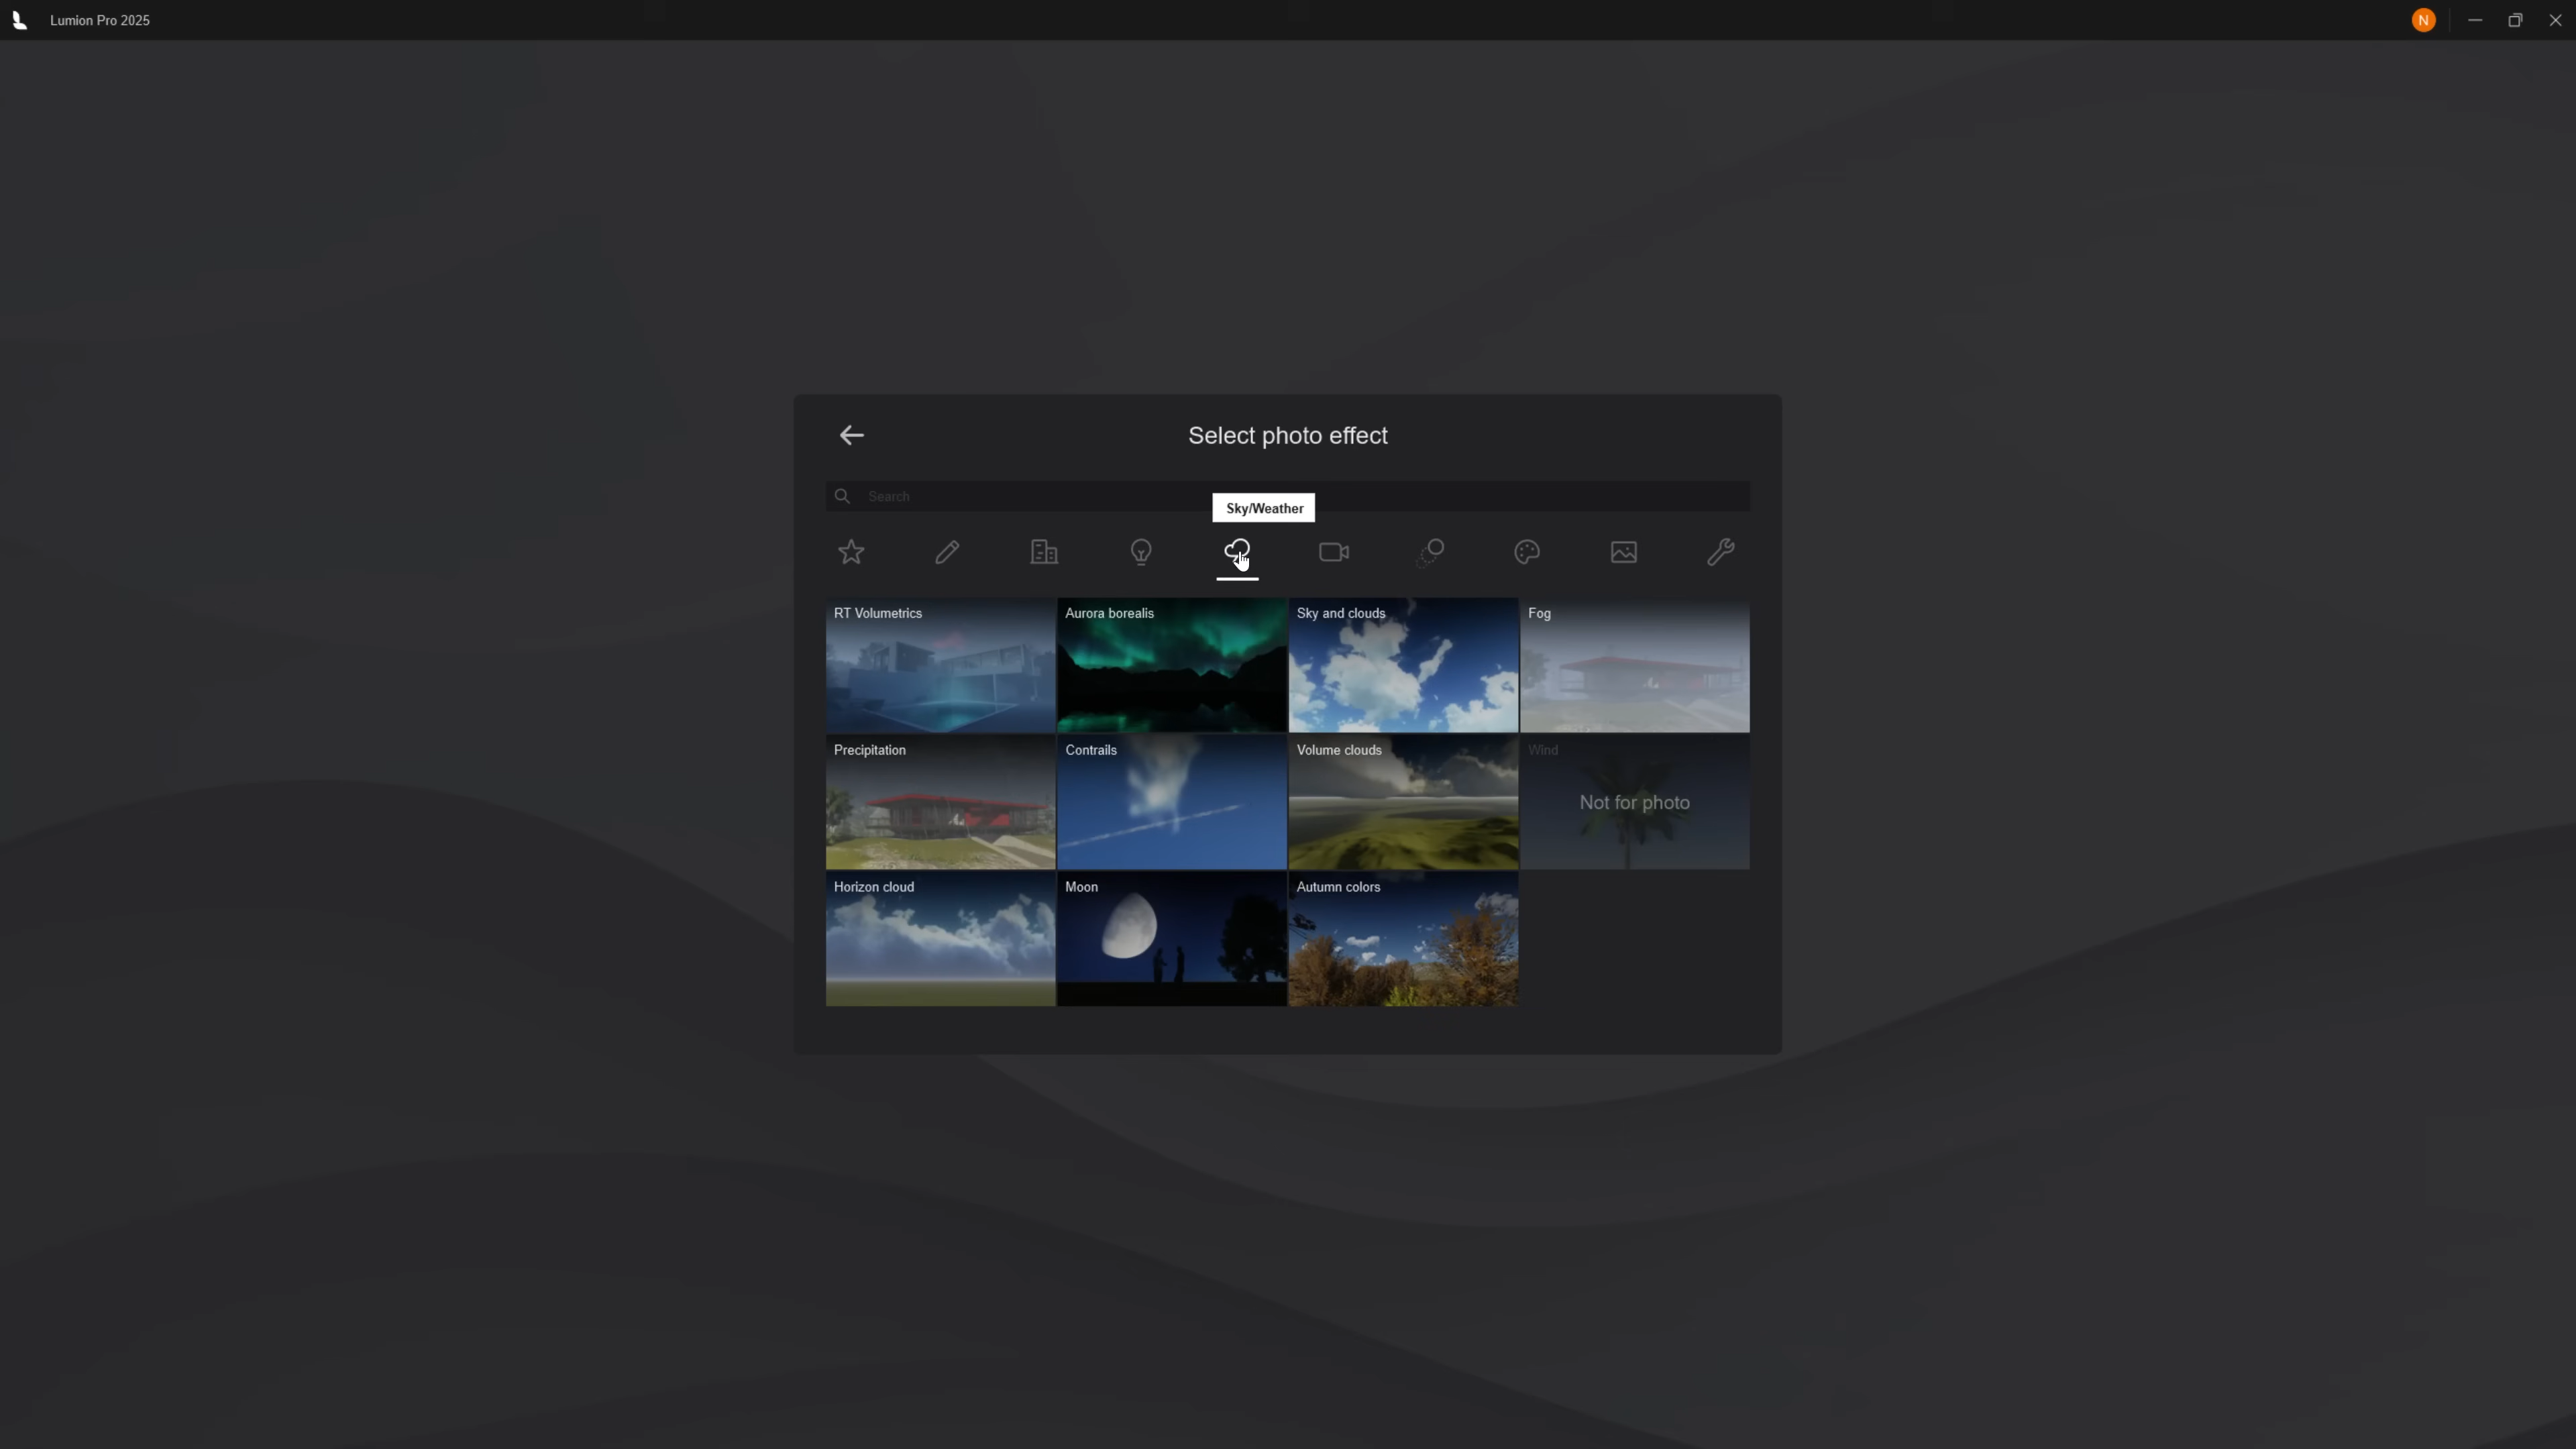 Lumion Pro 2025
N
Select photo effect
Search
Sky/Weather
RT Volumetrics
Aurora borealis
Sky and clouds
Fog
Precipitation
Contrails
Volume clouds
Wind
Not for photo
Horizon cloud
Moon
Autumn colors